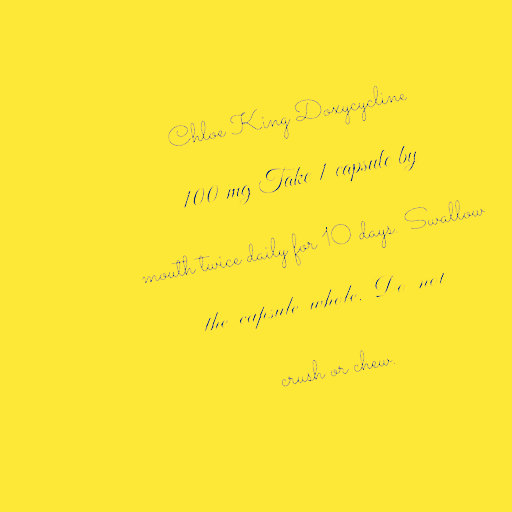 Chloe King Doxycycline
100 mg Take 1 capsule by
mouth twice daily for 10 days. Swallow
the capsule whole. Do not
crush or chew.